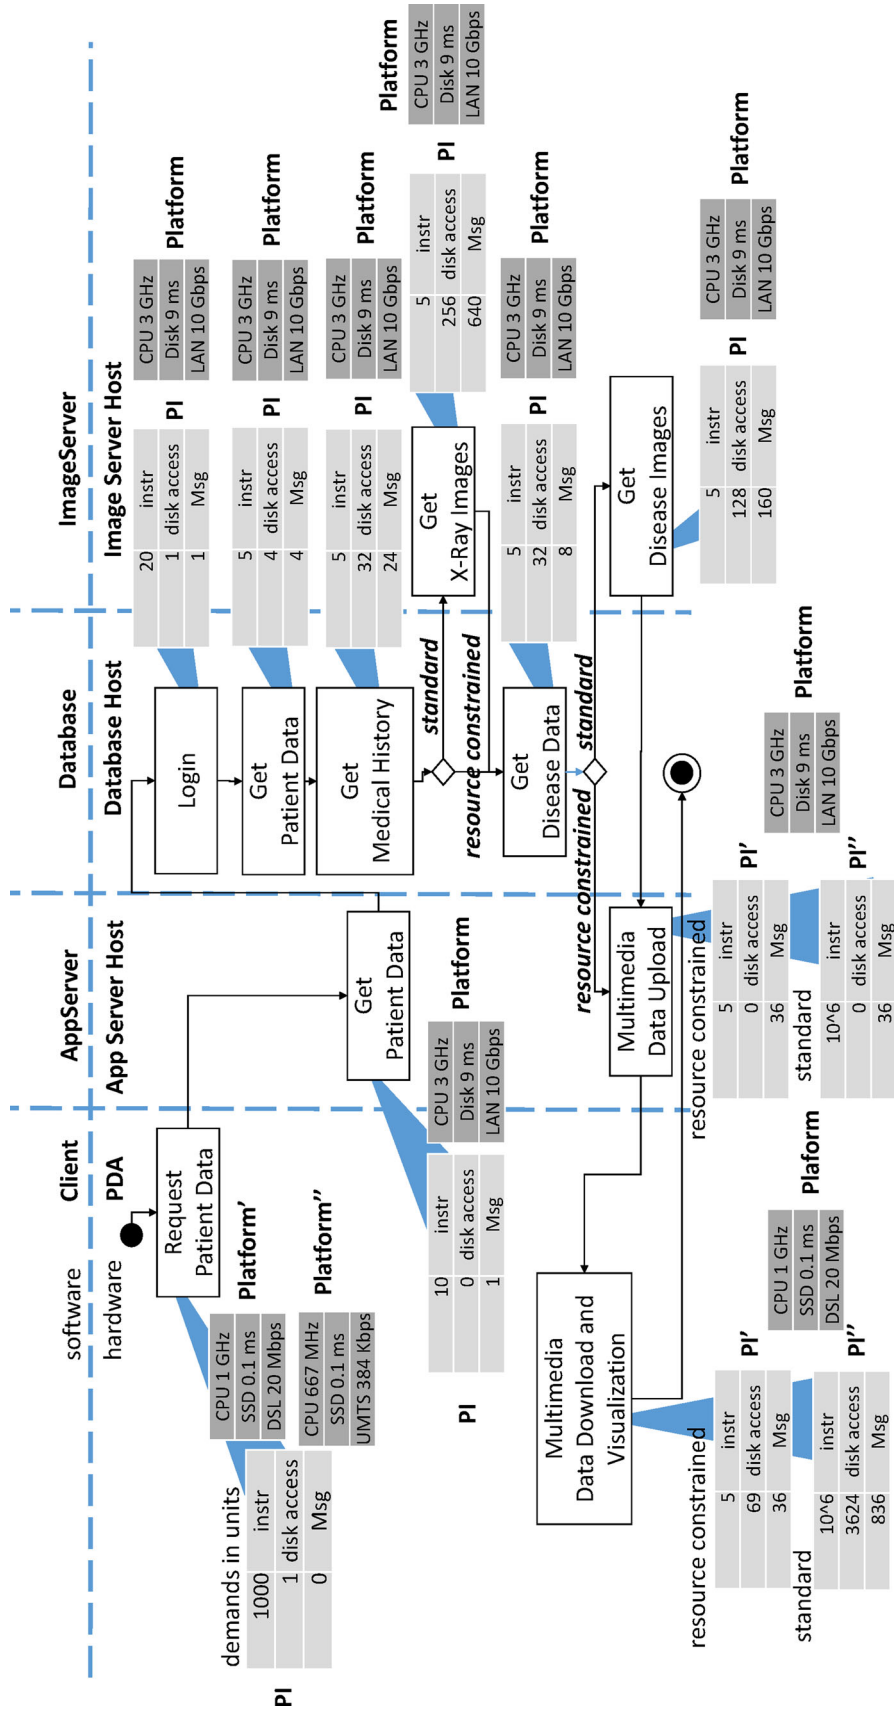 software
hardware
Client
PDA
AppServer
App Server Host
Database
Database Host
ImageServer
Image Server Host
Request
Patient Data
demands in units
1000 instr
1 disk access
0 Msg
PI
CPU 1 GHz
SSD 0.1 ms
DSL 20 Mbps
Platform'
CPU 667 MHz
SSD 0.1 ms
UMTS 384 Kbps
Platform''
Get
Patient Data
10 instr
0 disk access
1 Msg
PI
CPU 3 GHz
Disk 9 ms
LAN 10 Gbps
Platform
Login
20 instr
1 disk access
1 Msg
PI
CPU 3 GHz
Disk 9 ms
LAN 10 Gbps
Platform
Get
Patient Data
5 instr
4 disk access
4 Msg
PI
CPU 3 GHz
Disk 9 ms
LAN 10 Gbps
Platform
Get
Medical History
5 instr
32 disk access
24 Msg
PI
CPU 3 GHz
Disk 9 ms
LAN 10 Gbps
Platform
standard
resource constrained
Get
X-Ray Images
5 instr
256 disk access
640 Msg
PI
CPU 3 GHz
Disk 9 ms
LAN 10 Gbps
Platform
Get
Disease Data
5 instr
32 disk access
8 Msg
PI
CPU 3 GHz
Disk 9 ms
LAN 10 Gbps
Platform
resource constrained
standard
Get
Disease Images
5 instr
128 disk access
160 Msg
PI
CPU 3 GHz
Disk 9 ms
LAN 10 Gbps
Platform
Multimedia
Data Upload
resource constrained
5 instr
0 disk access
36 Msg
PI'
standard
10^6 instr
0 disk access
36 Msg
PI''
CPU 3 GHz
Disk 9 ms
LAN 10 Gbps
Platform
Multimedia
Data Download and
Visualization
resource constrained
5 instr
69 disk access
36 Msg
PI'
standard
10^6 instr
3624 disk access
836 Msg
PI''
CPU 1 GHz
SSD 0.1 ms
DSL 20 Mbps
Plaform